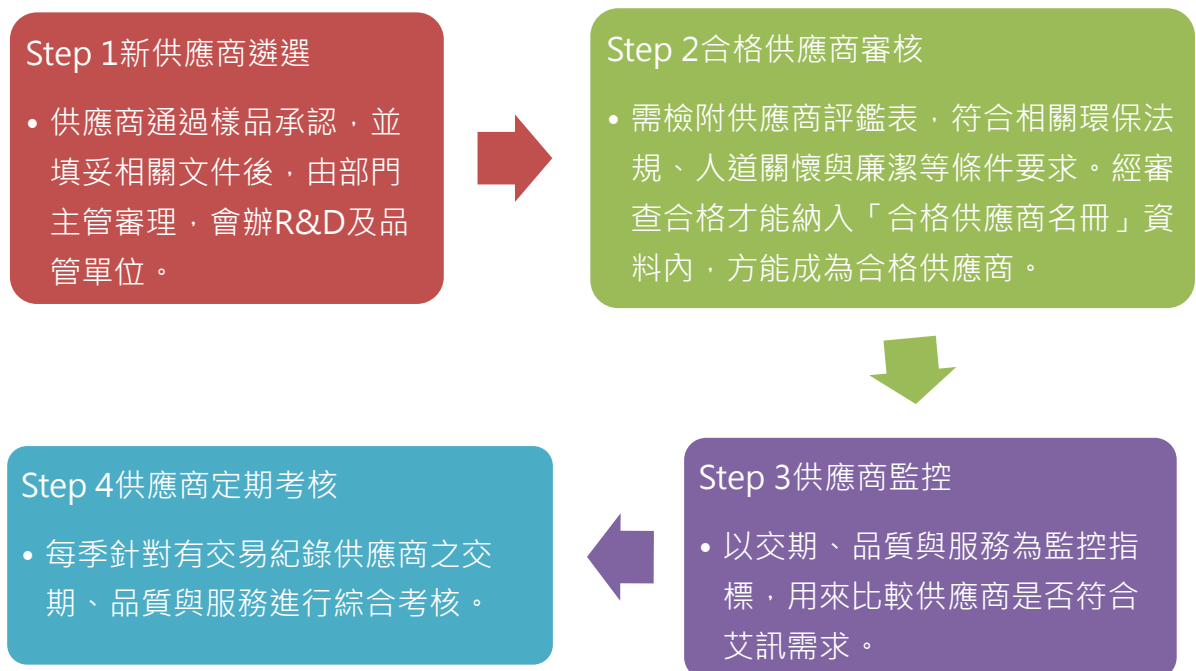 Step 1新供應商遴選
• 供應商通過樣品承認，並
填妥相關文件後，由部門
主管審理，會辦R&D及品
管單位。
Step 2合格供應商審核
• 需檢附供應商評鑑表，符合相關環保法
規、人道關懷與廉潔等條件要求。經審
查合格才能納入「合格供應商名冊」資
料內，方能成為合格供應商。
Step 3供應商監控
• 以交期、品質與服務為監控指
標，用來比較供應商是否符合
艾訊需求。
Step 4供應商定期考核
• 每季針對有交易紀錄供應商之交
期、品質與服務進行綜合考核。